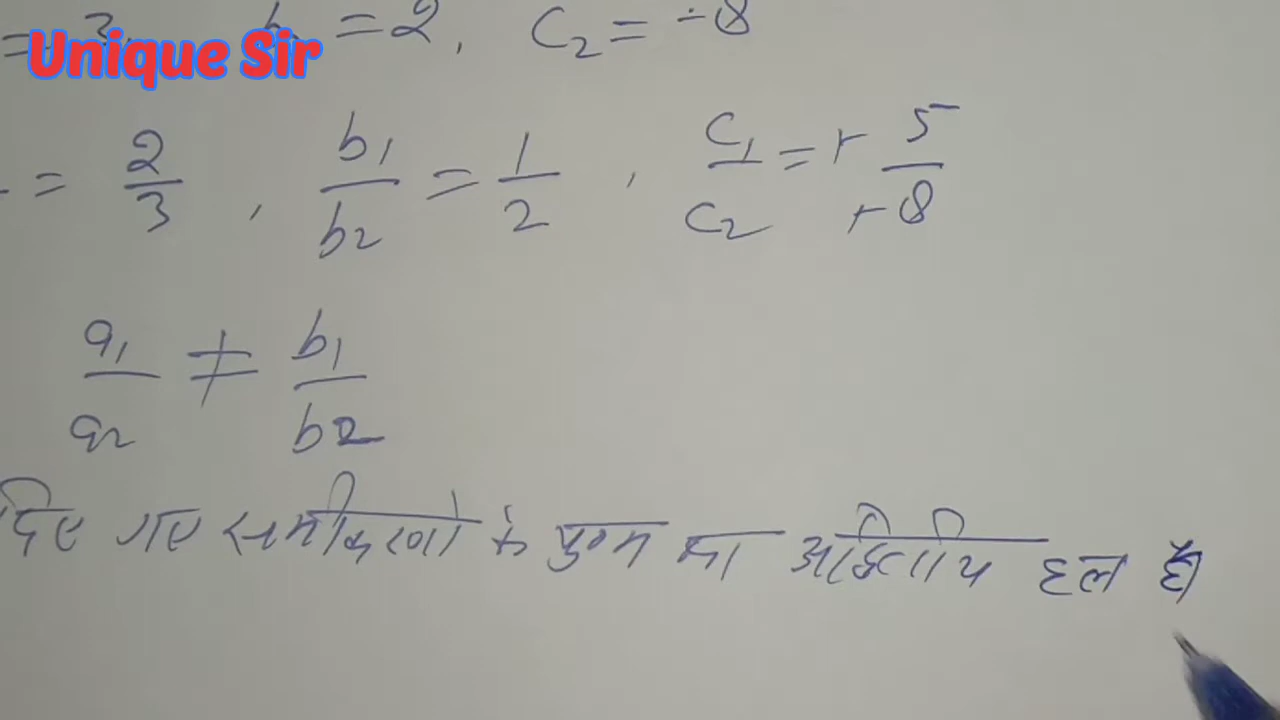 = 3, b₂ = 2, C₂ = -8
Unique Sir
= 2/3, b₁/b₂ = 1/2, C₁/C₂ = +5/+8
a₁/a₂ ≠ b₁/b₂
दिए गए समीकरणों के युग्म का अद्वितीय हल है